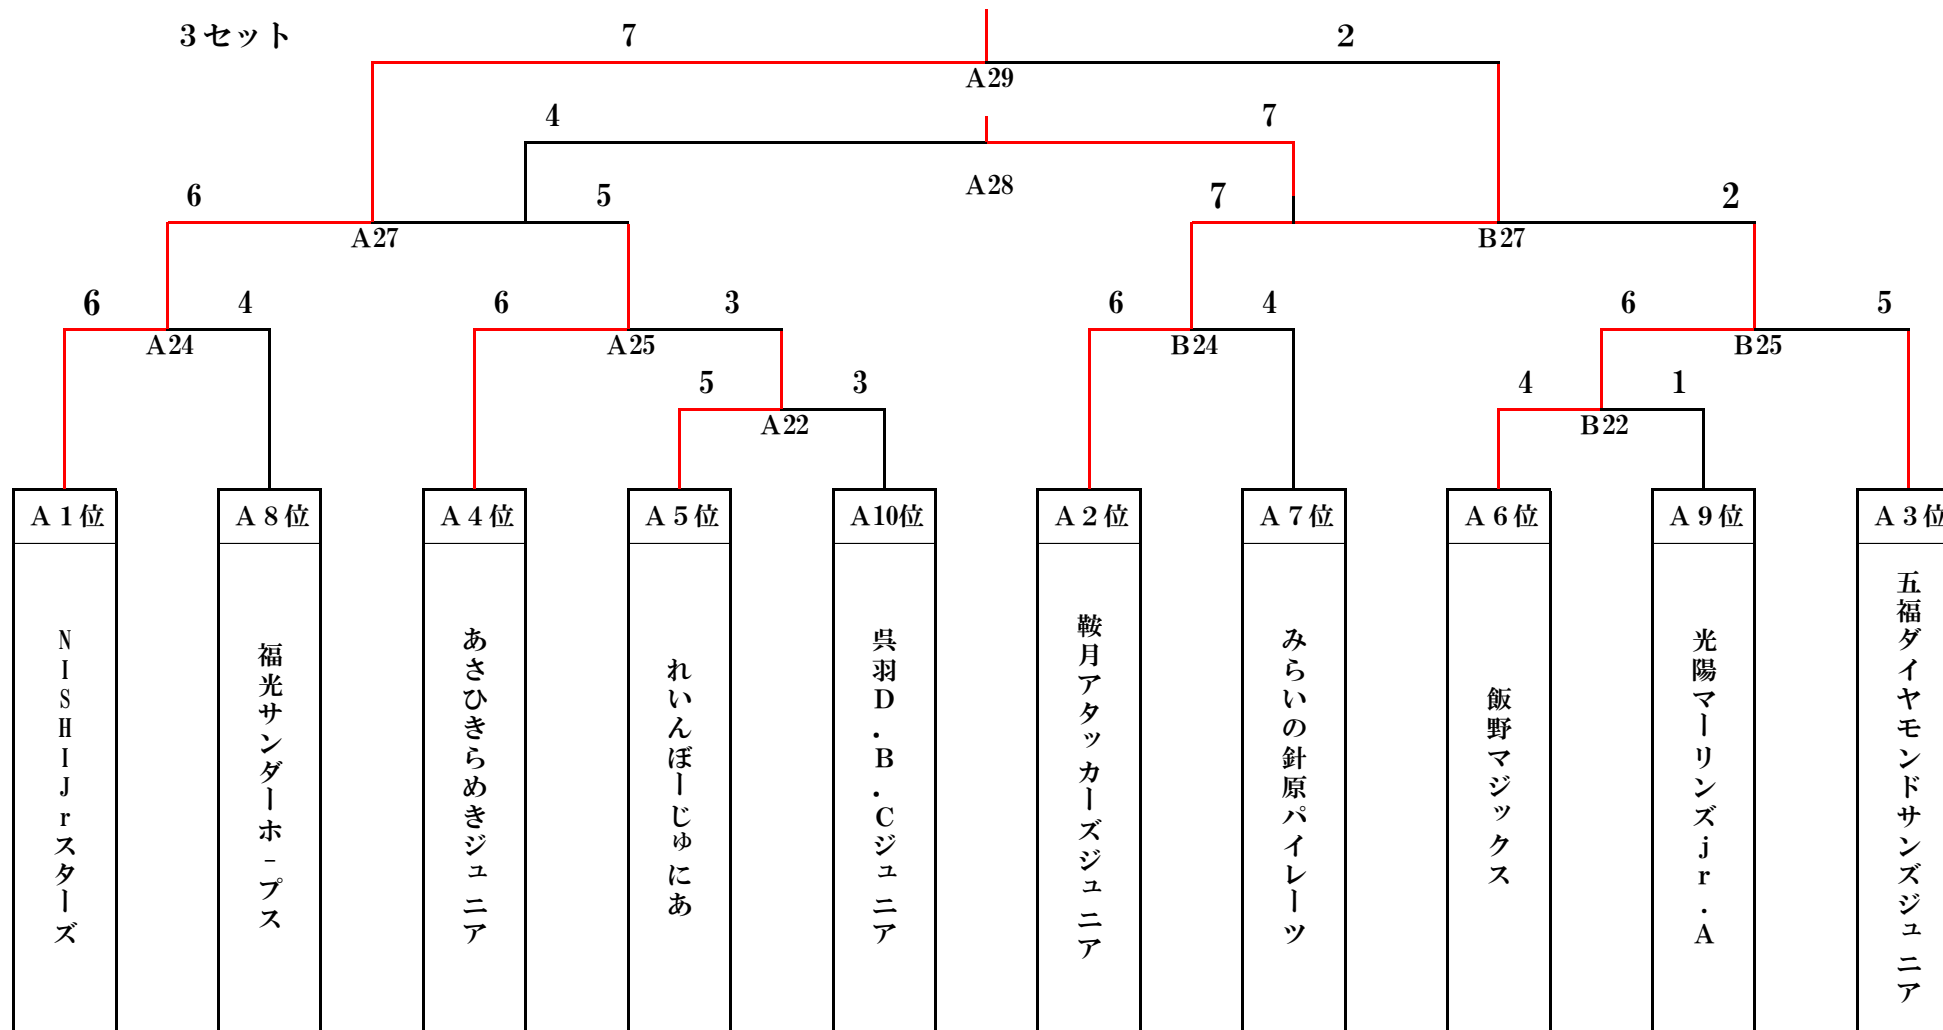 3セット
7
2
A29
4
7
A28
6
5
7
2
A27
B27
6
4
6
3
6
4
6
5
A24
A25
B24
B25
5
3
4
1
A22
B22
A1位
A8位
A4位
A5位
A10位
A2位
A7位
A6位
A9位
A3位
NISHIJrスターズ
福光サンダーホ-プス
あさひきらめきジュニア
れいんぼーじゅにあ
呉羽D.B.Cジュニア
鞍月アタッカーズジュニア
みらいの針原パイレーツ
飯野マジックス
光陽マーリンズjr.A
五福ダイヤモンドサンズジュニア